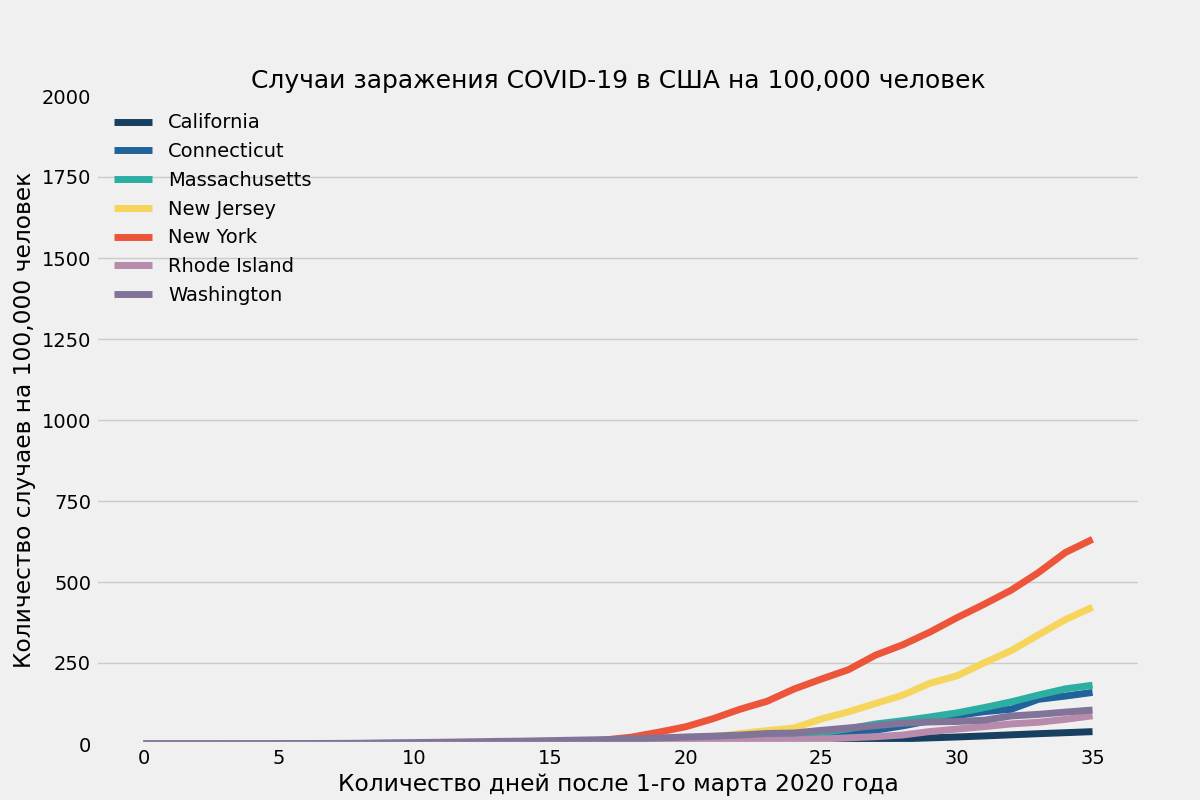 Случаи заражения COVID-19 в США на 100,000 человек
Количество случаев на 100,000 человек
2000
1750
1500
1250
1000
750
500
250
0
California
Connecticut
Massachusetts
New Jersey
New York
Rhode Island
Washington
0 5 10 15 20 25 30 35
Количество дней после 1-го марта 2020 года